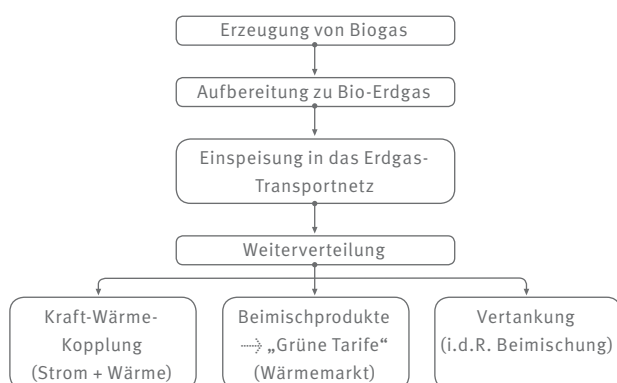 Erzeugung von Biogas
Aufbereitung zu Bio-Erdgas
Einspeisung in das Erdgas-
Transportnetz
Weiterverteilung
Kraft-Wärme-
Kopplung
(Strom + Wärme)
Beimischprodukte
„Grüne Tarife“
(Wärmemarkt)
Vertankung
(i.d.R. Beimischung)